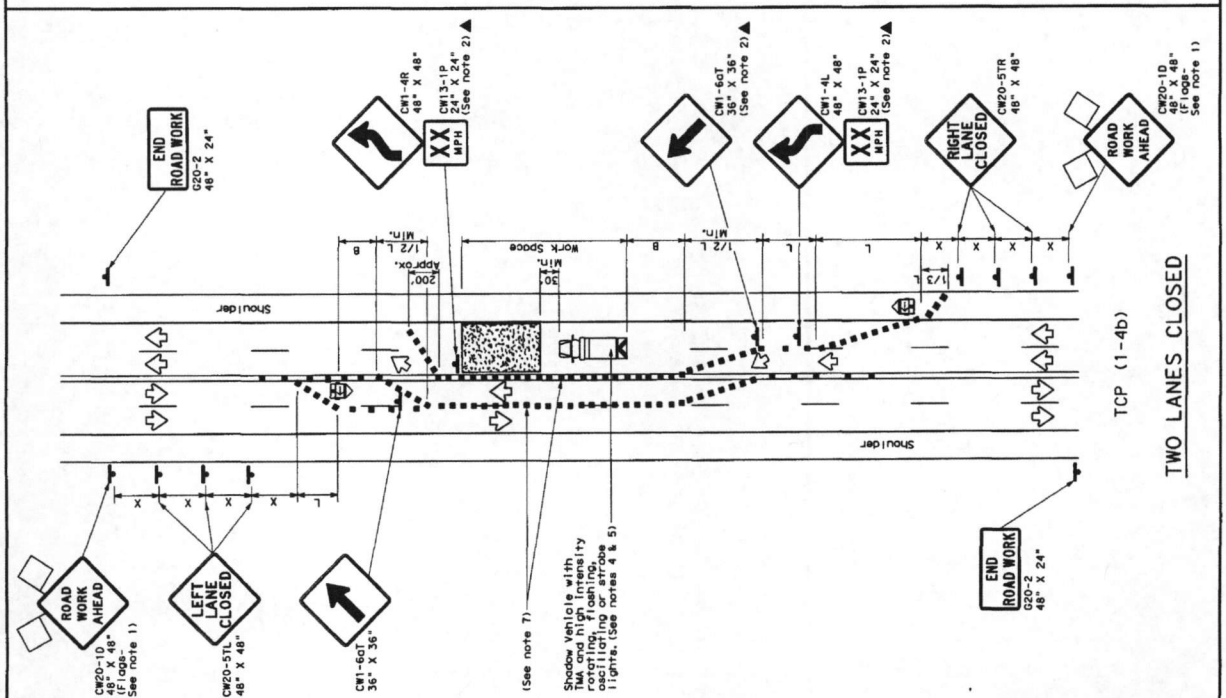 END
ROAD WORK
G20-2
48" X 24"
CW1-4R
48" X 48"
XX
MPH
CW13-1P
24" X 24"
(See note 2)▲
CW1-6aT
36" X 36"
(See note 2)▲
CW1-4L
48" X 48"
XX
MPH
CW13-1P
24" X 24"
(See note 2)▲
RIGHT
LANE
CLOSED
CW20-5TR
48" X 48"
ROAD
WORK
AHEAD
CW20-1D
48" X 48"
(Flags-
See note 1)
B
1/2 L
Min.
200'
Approx.
Work Space
30'
Min.
B
1/2 L
Min.
L
L
1/3 L
X
X
X
X
Shoulder
Shoulder
X
X
X
X
L
ROAD
WORK
AHEAD
CW20-1D
48" X 48"
(Flags-
See note 1)
LEFT
LANE
CLOSED
CW20-5TL
48" X 48"
CW1-6aT
36" X 36"
(See note 7)
Shadow Vehicle with
TMA and high intensity
rotating, flashing,
oscillating or strobe
lights. (See notes 4 & 5)
END
ROAD WORK
G20-2
48" X 24"
TCP (1-4b)
TWO LANES CLOSED